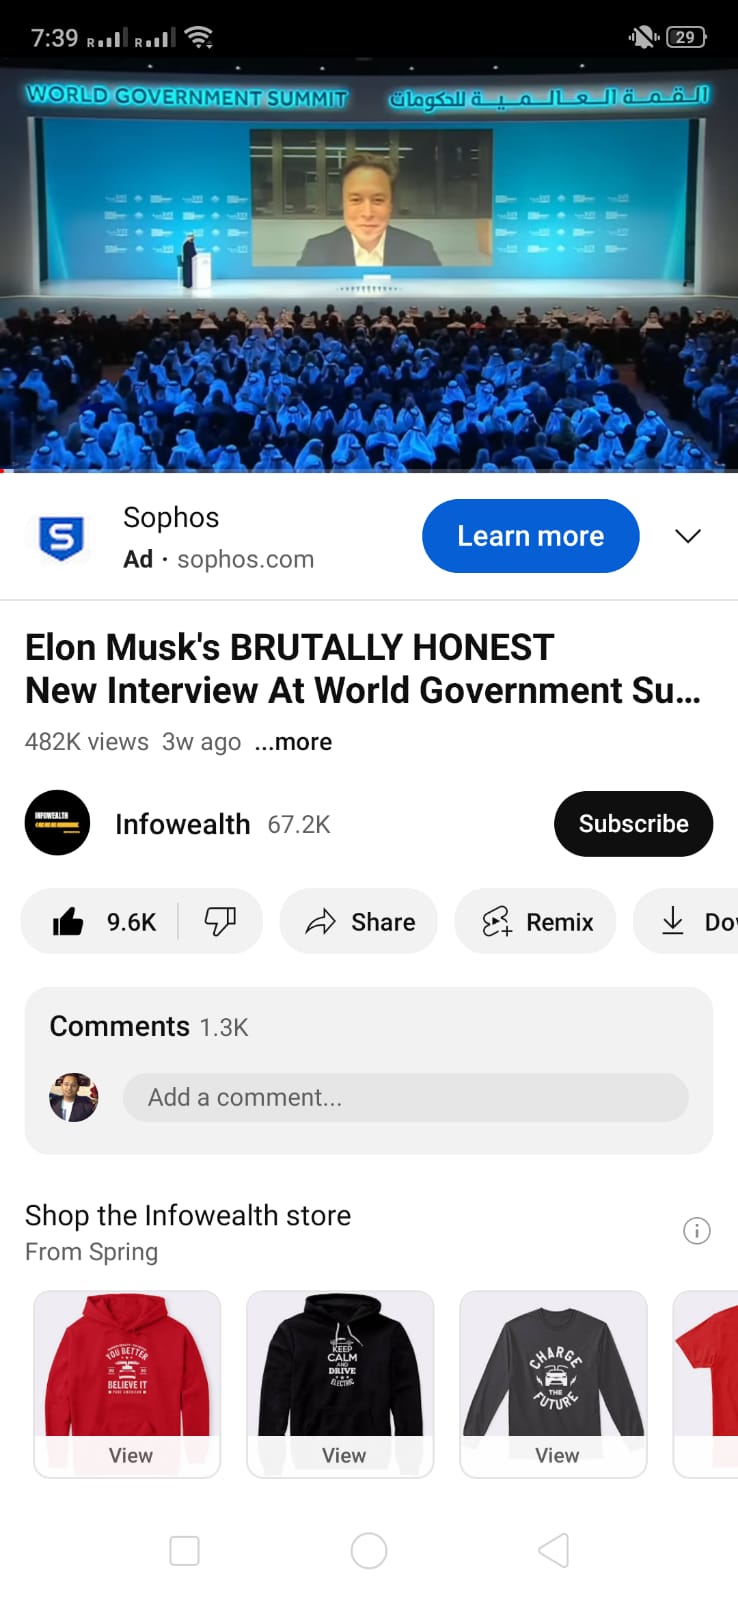 7:39
R
R
29
WORLD GOVERNMENT SUMMIT
القمة العالمية للحكومات
S
Sophos
Learn more
Ad · sophos.com
Elon Musk's BRUTALLY HONEST
New Interview At World Government Su...
482K views 3w ago ...more
INFOWEALTH
Infowealth 67.2K
Subscribe
9.6K
Share
Remix
Dov
Comments 1.3K
Add a comment...
Shop the Infowealth store
From Spring
YOU BETTER
BELIEVE IT
View
KEEP
CALM
AND
DRIVE
ELECTRIC
View
CHARGE
THE
FUTURE
View